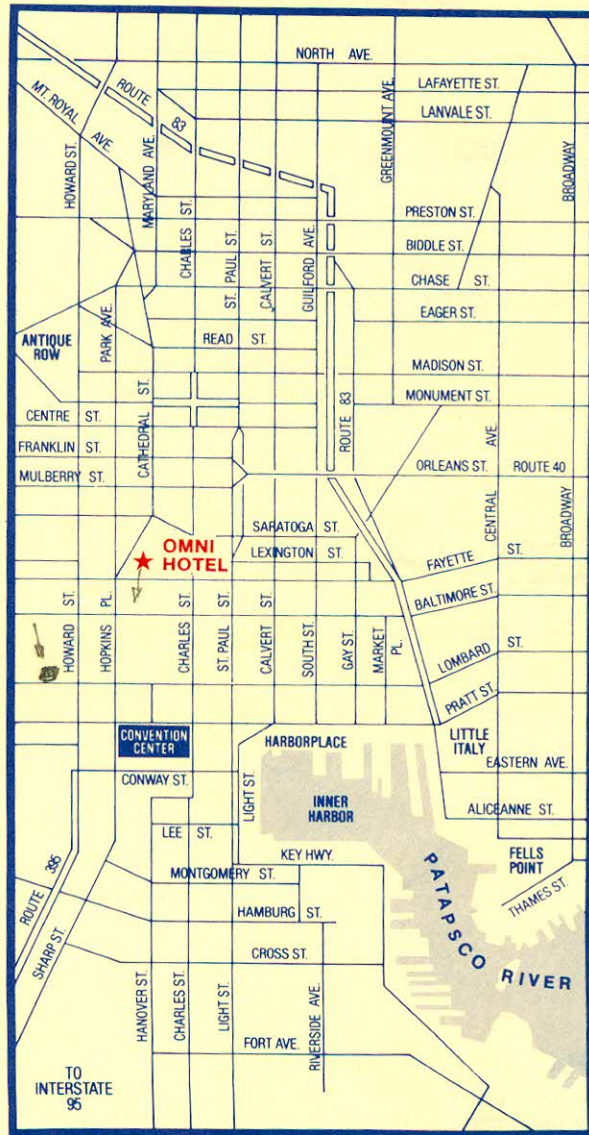 NORTH AVE.
LAFAYETTE ST.
LANVALE ST.
ROUTE 83
MT. ROYAL AVE.
HOWARD ST.
MARYLAND AVE.
CHARLES ST.
ST. PAUL ST.
CALVERT ST.
GUILFORD AVE.
GREENMOUNT AVE.
BROADWAY
PRESTON ST.
BIDDLE ST.
CHASE ST.
EAGER ST.
ANTIQUE ROW
PARK AVE.
READ ST.
MADISON ST.
MONUMENT ST.
CENTRE ST.
FRANKLIN ST.
MULBERRY ST.
CATHEDRAL ST.
ROUTE 83
ORLEANS ST.
ROUTE 40
CENTRAL AVE
BROADWAY
SARATOGA ST.
LEXINGTON ST.
OMNI
HOTEL
FAYETTE ST.
BALTIMORE ST.
LOMBARD ST.
PRATT ST.
HOWARD ST.
HOPKINS PL.
CHARLES ST.
ST. PAUL ST.
CALVERT ST.
SOUTH ST.
GAY ST.
MARKET PL.
CONVENTION
CENTER
HARBORPLACE
LITTLE
ITALY
EASTERN AVE.
CONWAY ST.
LIGHT ST.
INNER
HARBOR
ALICEANNE ST.
LEE ST.
KEY HWY.
FELLS
POINT
THAMES ST.
MONTGOMERY ST.
HAMBURG ST.
CROSS ST.
PATAPSCO RIVER
ROUTE 395
SHARP ST.
HANOVER ST.
CHARLES ST.
LIGHT ST.
RIVERSIDE AVE.
FORT AVE.
TO
INTERSTATE
95